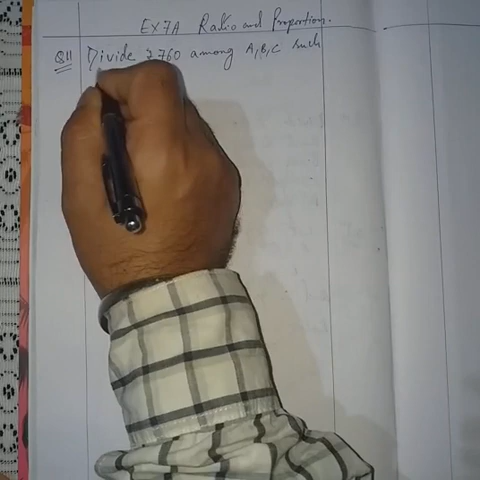 EX 7A Ratio and Proportion.
Q11 Divide ₹ 760 among A, B, C such